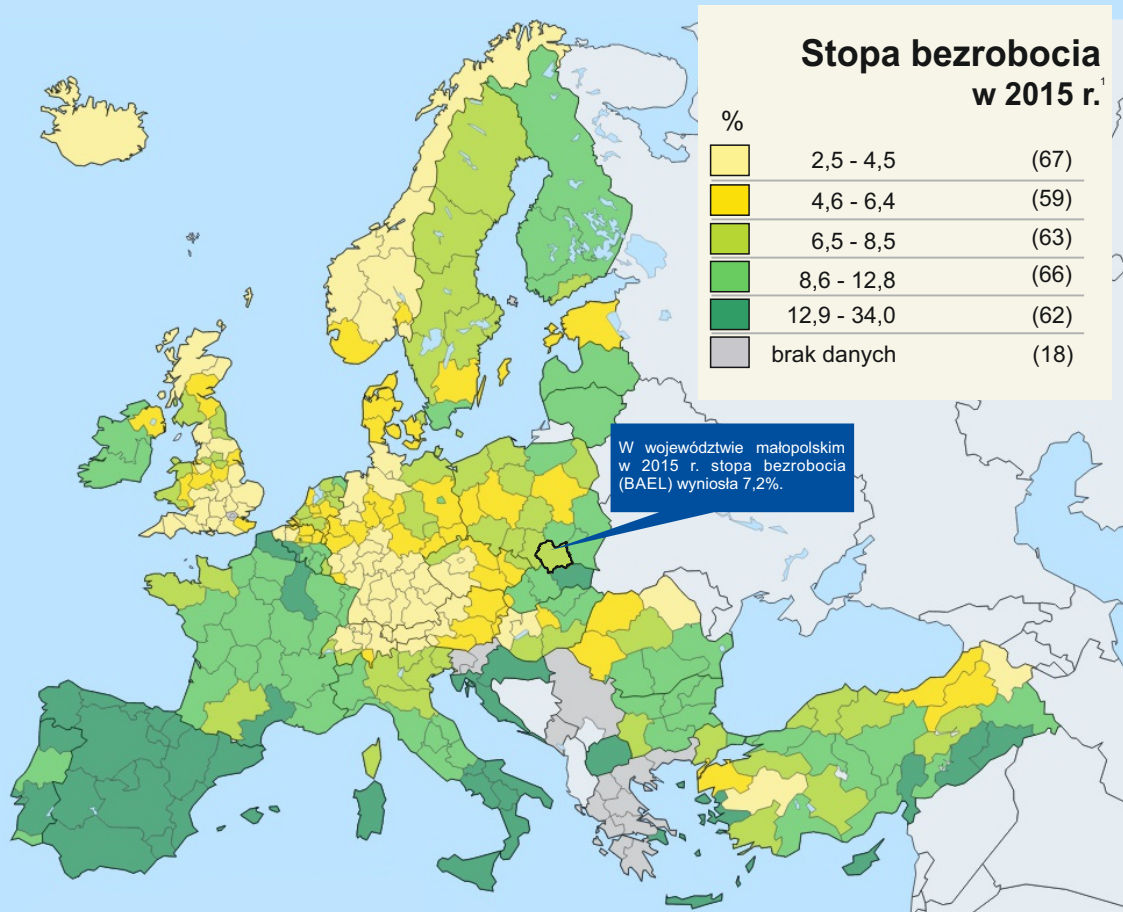 Stopa bezrobocia
w 2015 r.¹
%
2,5 - 4,5 (67)
4,6 - 6,4 (59)
6,5 - 8,5 (63)
8,6 - 12,8 (66)
12,9 - 34,0 (62)
brak danych (18)
W województwie małopolskim
w 2015 r. stopa bezrobocia
(BAEL) wyniosła 7,2%.